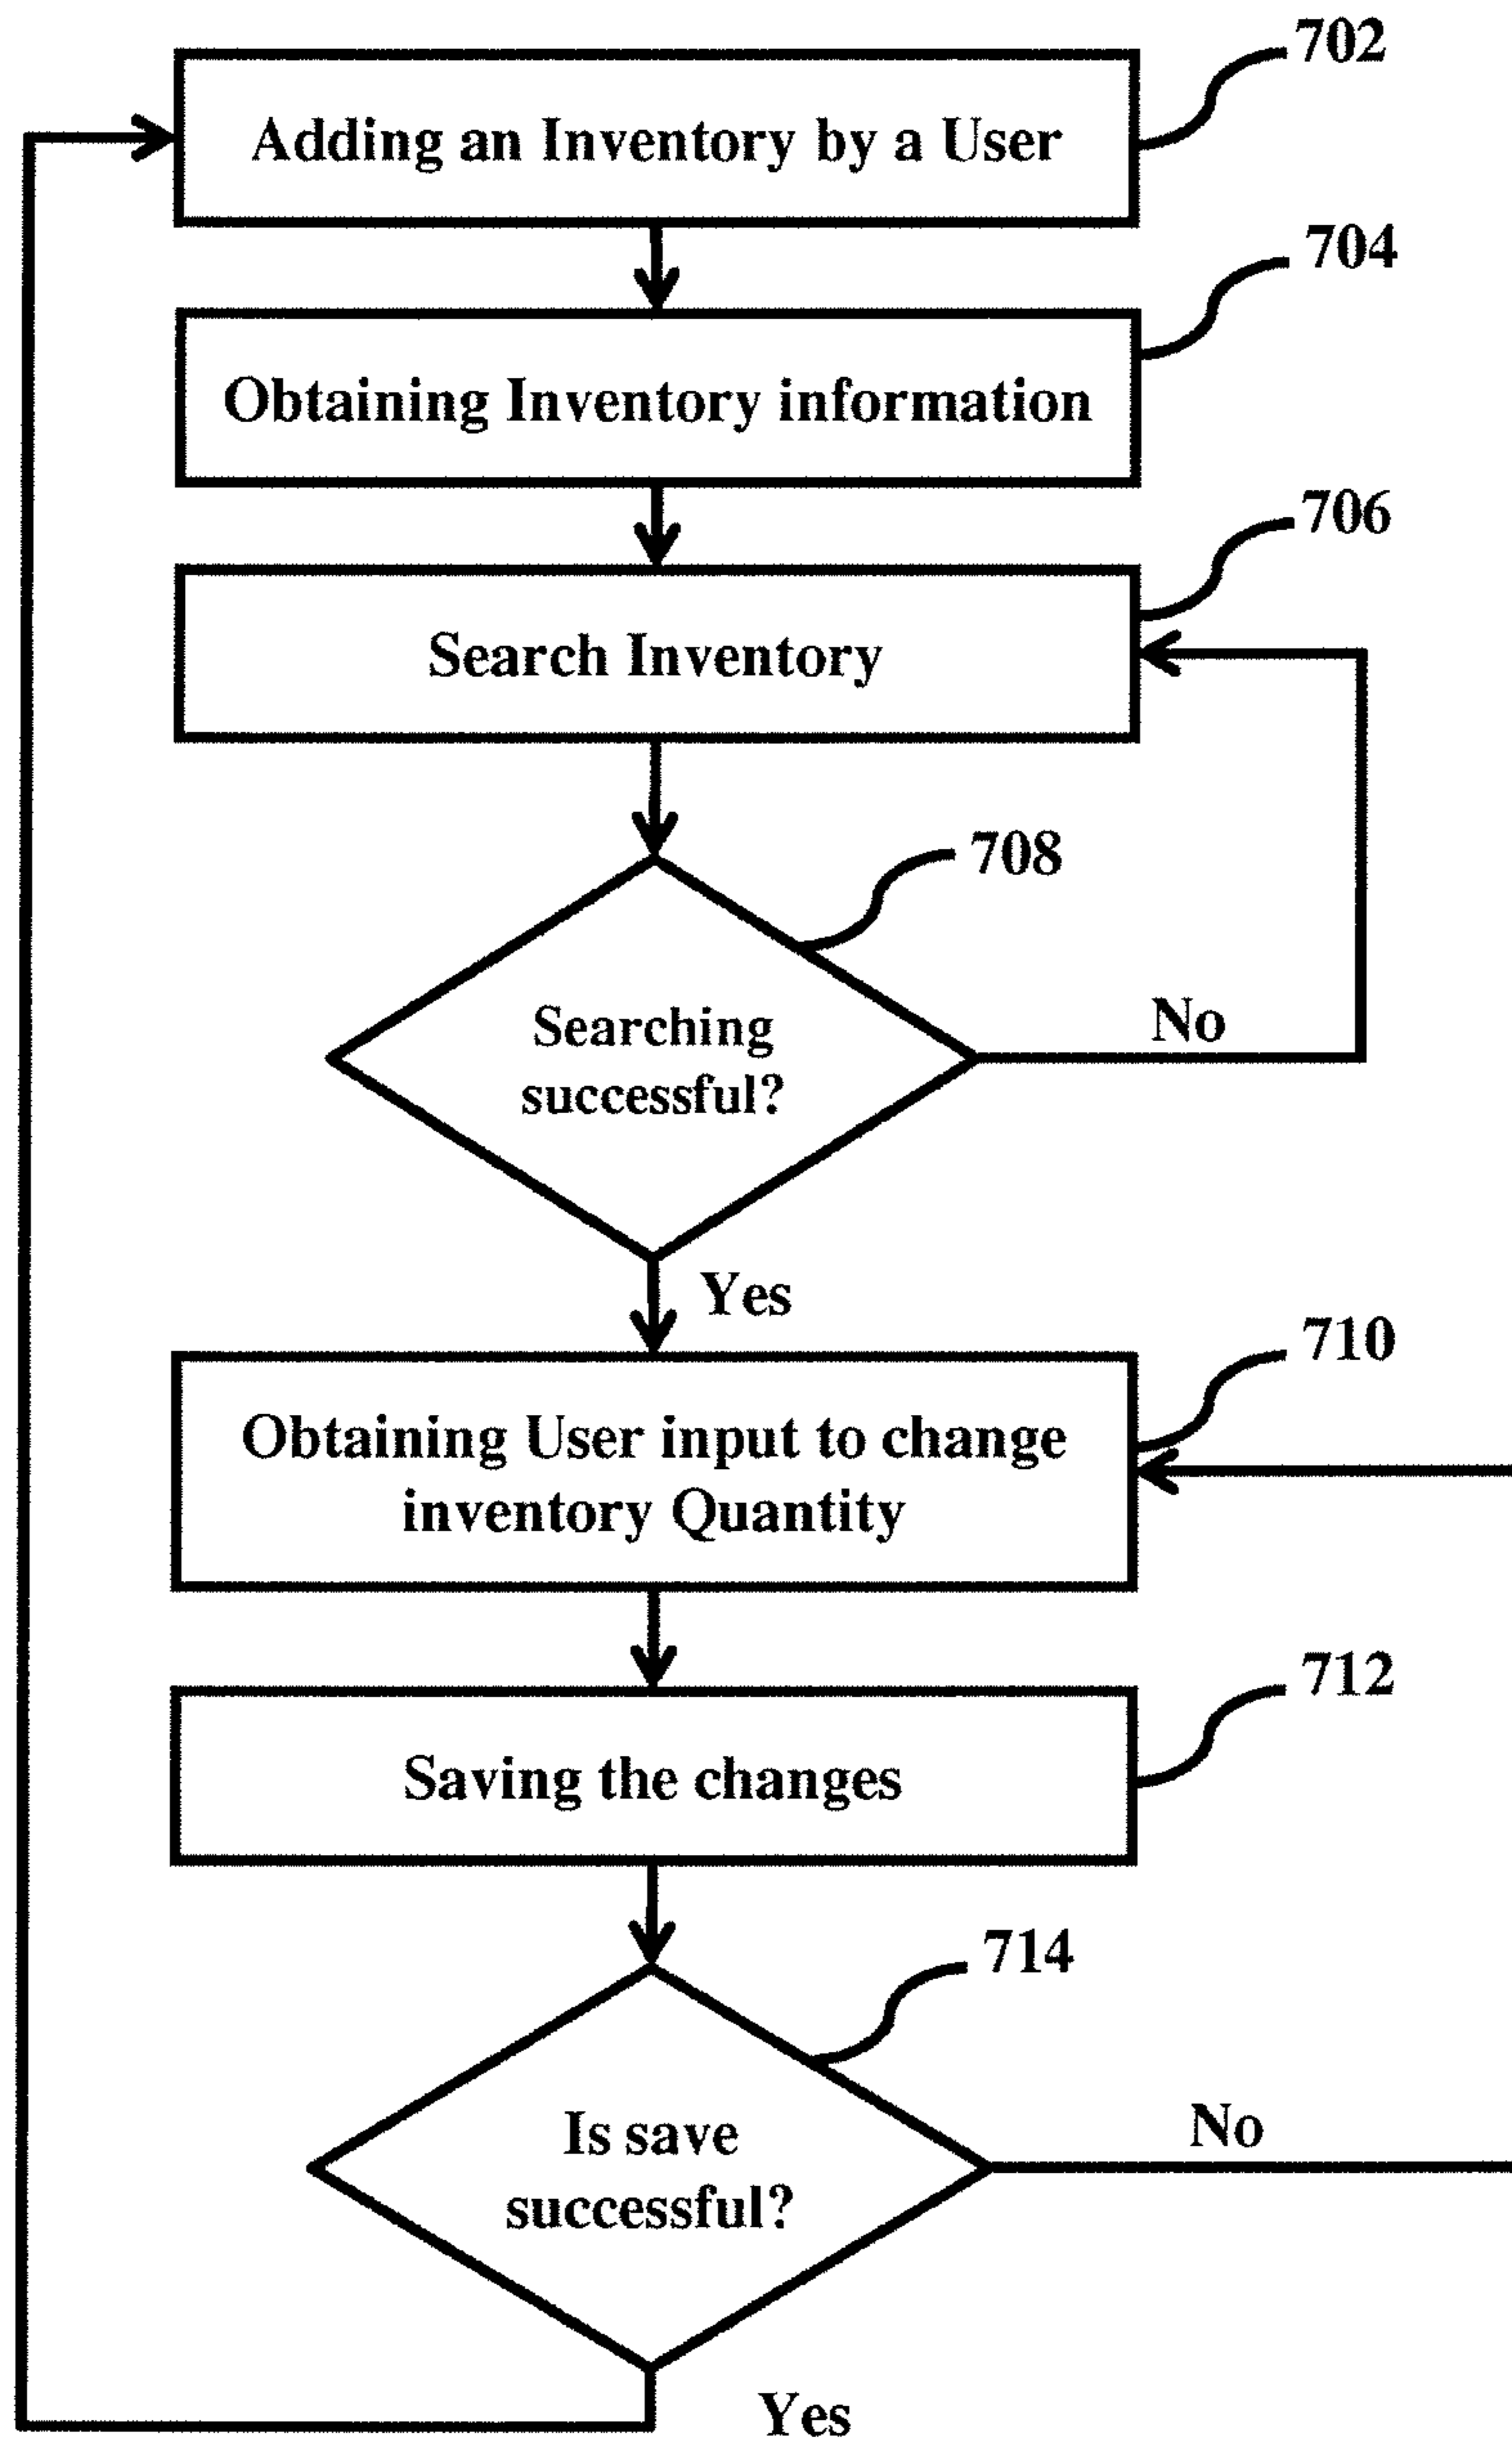 702
Adding an Inventory by a User
704
Obtaining Inventory information
706
Search Inventory
708
Searching
successful?
No
Yes
710
Obtaining User input to change
inventory Quantity
712
Saving the changes
714
Is save
successful?
No
Yes